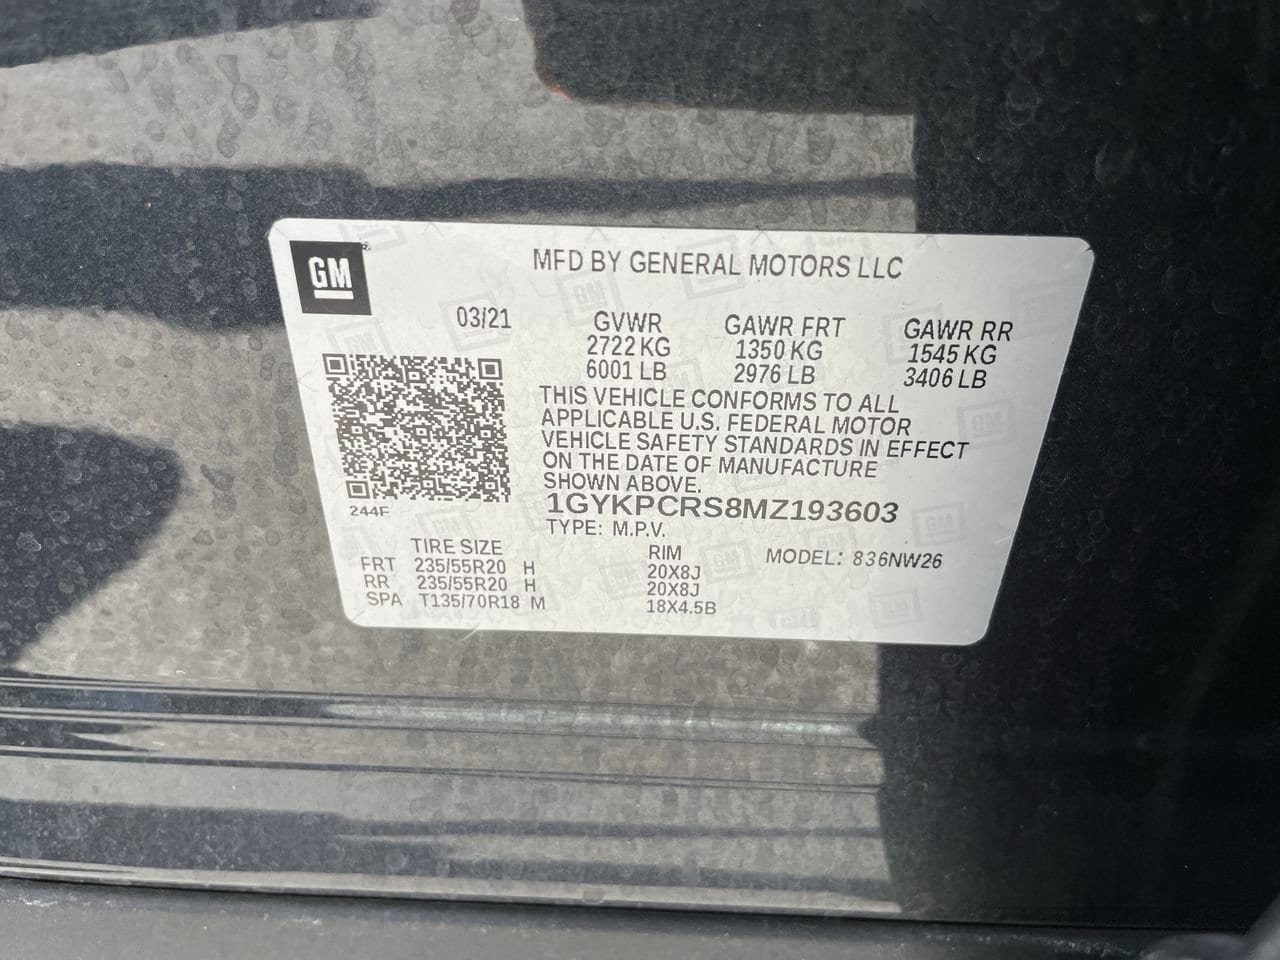 GM
MFD BY GENERAL MOTORS LLC
03/21
GVWR GAWR FRT GAWR RR
2722 KG 1350 KG 1545 KG
6001 LB 2976 LB 3406 LB
THIS VEHICLE CONFORMS TO ALL
APPLICABLE U.S. FEDERAL MOTOR
VEHICLE SAFETY STANDARDS IN EFFECT
ON THE DATE OF MANUFACTURE
SHOWN ABOVE.
244F
1GYKPCRS8MZ193603
TYPE: M.P.V.
TIRE SIZE RIM MODEL: 836NW26
FRT 235/55R20 H 20X8J
RR 235/55R20 H 20X8J
SPA T135/70R18 M 18X4.5B